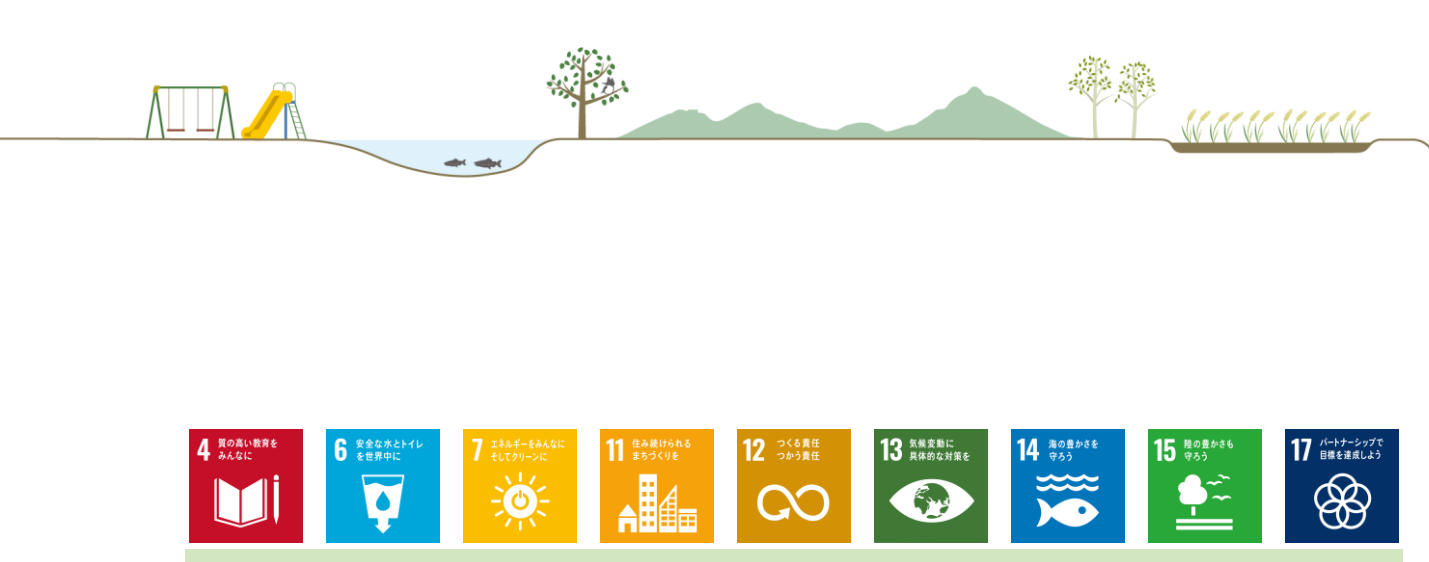 4 質の高い教育を
みんなに
6 安全な水とトイレ
を世界中に
7 エネルギーをみんなに
そしてクリーンに
11 住み続けられる
まちづくりを
12 つくる責任
つかう責任
13 気候変動に
具体的な対策を
14 海の豊かさを
守ろう
15 陸の豊かさも
守ろう
17 パートナーシップで
目標を達成しよう